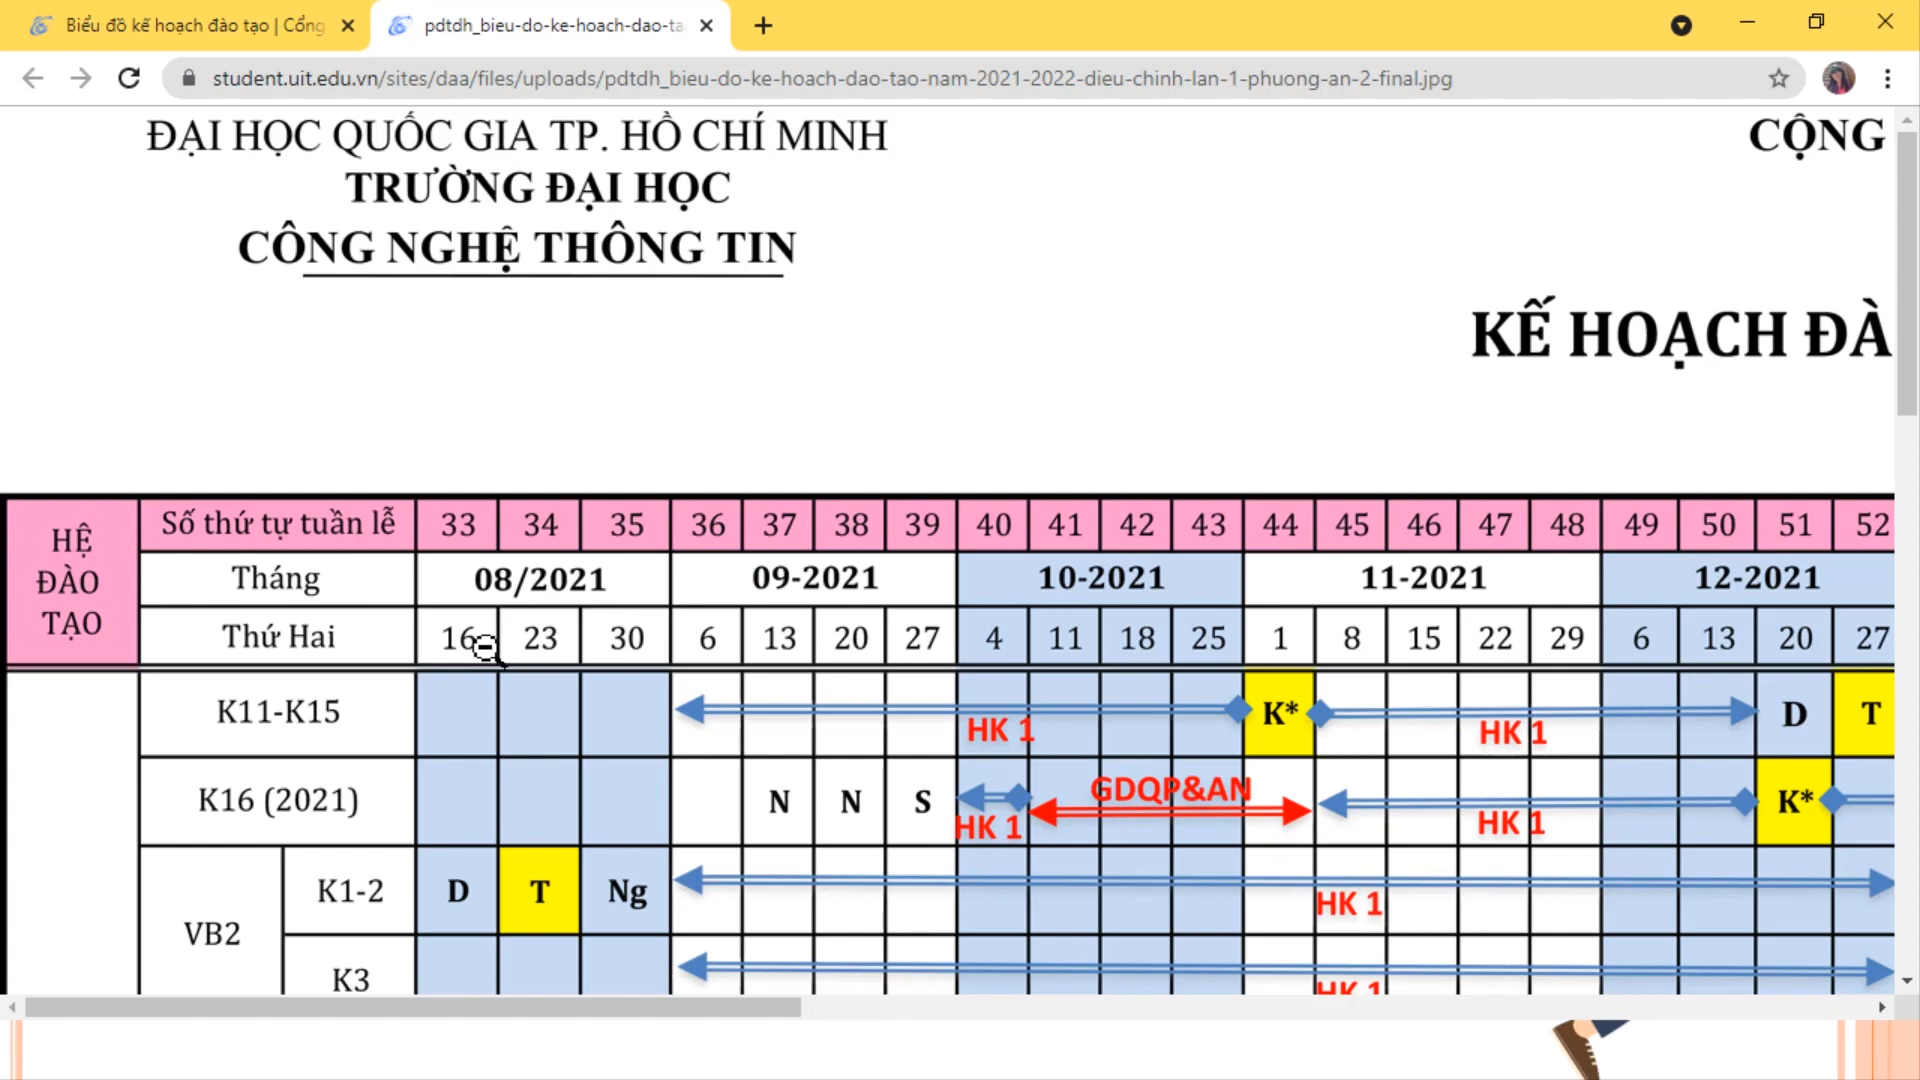 Biểu đồ kế hoạch đào tạo | Cổng
pdtdh_bieu-do-ke-hoach-dao-ta
student.uit.edu.vn/sites/daa/files/uploads/pdtdh_bieu-do-ke-hoach-dao-tao-nam-2021-2022-dieu-chinh-lan-1-phuong-an-2-final.jpg
ĐẠI HỌC QUỐC GIA TP. HỒ CHÍ MINH
CỘNG
TRƯỜNG ĐẠI HỌC
CÔNG NGHỆ THÔNG TIN
KẾ HOẠCH ĐÀ
HỆ ĐÀO TẠO
Số thứ tự tuần lễ 33 34 35 36 37 38 39 40 41 42 43 44 45 46 47 48 49 50 51 52
Tháng 08/2021 09-2021 10-2021 11-2021 12-2021
Thứ Hai 16 23 30 6 13 20 27 4 11 18 25 1 8 15 22 29 6 13 20 27
K11-K15 HK 1 K* HK 1 D T
K16 (2021) N N S HK 1 GDQP&AN HK 1 K*
VB2
K1-2 D T Ng HK 1
K3 HK 1